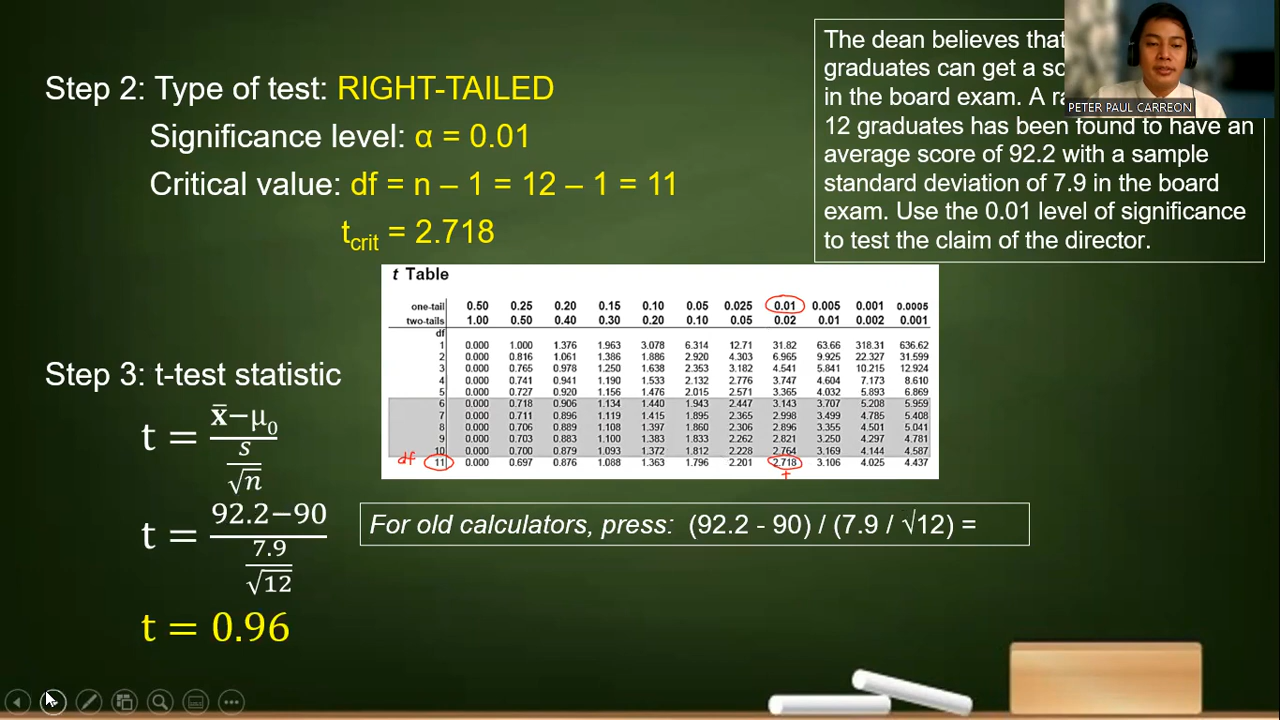 Step 2: Type of test: RIGHT-TAILED
Significance level: α = 0.01
Critical value: df = n – 1 = 12 – 1 = 11
t_crit = 2.718
The dean believes that
graduates can get a sc
in the board exam. A ra
12 graduates has been found to have an
average score of 92.2 with a sample
standard deviation of 7.9 in the board
exam. Use the 0.01 level of significance
to test the claim of the director.
PETER PAUL CARREON
t Table
one-tail 0.50 0.25 0.20 0.15 0.10 0.05 0.025 0.01 0.005 0.001 0.0005
two-tails 1.00 0.50 0.40 0.30 0.20 0.10 0.05 0.02 0.01 0.002 0.001
df
1 0.000 1.000 1.376 1.963 3.078 6.314 12.71 31.82 63.66 318.31 636.62
2 0.000 0.816 1.061 1.386 1.886 2.920 4.303 6.965 9.925 22.327 31.599
3 0.000 0.765 0.978 1.250 1.638 2.353 3.182 4.541 5.841 10.215 12.924
4 0.000 0.741 0.941 1.190 1.533 2.132 2.776 3.747 4.604 7.173 8.610
5 0.000 0.727 0.920 1.156 1.476 2.015 2.571 3.365 4.032 5.893 6.869
6 0.000 0.718 0.906 1.134 1.440 1.943 2.447 3.143 3.707 5.208 5.959
7 0.000 0.711 0.896 1.119 1.415 1.895 2.365 2.998 3.499 4.785 5.408
8 0.000 0.706 0.889 1.108 1.397 1.860 2.306 2.896 3.355 4.501 5.041
9 0.000 0.703 0.883 1.100 1.383 1.833 2.262 2.821 3.250 4.297 4.781
10 0.000 0.700 0.879 1.093 1.372 1.812 2.228 2.764 3.169 4.144 4.587
df 11 0.000 0.697 0.876 1.088 1.363 1.796 2.201 2.718 3.106 4.025 4.437
+
Step 3: t-test statistic
t = (x̄−μ₀)/(s/√n)
t = (92.2−90)/(7.9/√12)
t = 0.96
For old calculators, press: (92.2 - 90) / (7.9 / √12) =